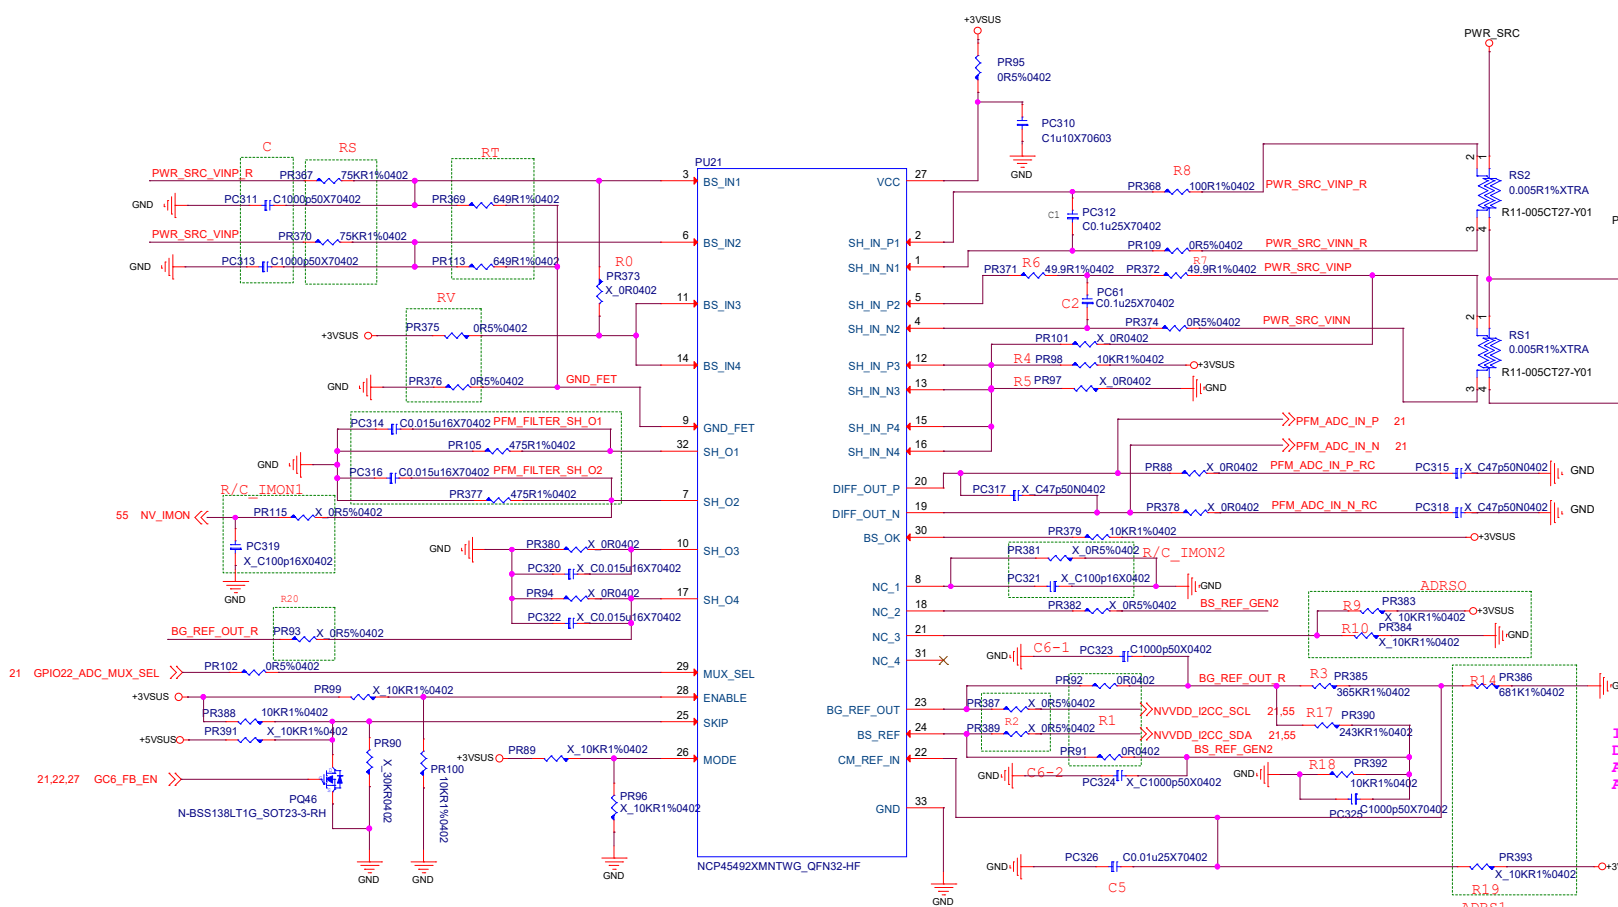 +3VSUS
PWR_SRC
PR95
0R5%0402
PC310
C1u10X70603
GND
C
RS
RT
PU21
PWR_SRC_VINP_R
PR367
75KR1%0402
3
BS_IN1
VCC
27
GND
PC311
C1000p50X70402
PR369
649R1%0402
PWR_SRC_VINP
PR370
75KR1%0402
6
BS_IN2
GND
PC313
C1000p50X70402
PR113
649R1%0402
R0
PR373
X_0R0402
11
BS_IN3
RV
+3VSUS
PR375
0R5%0402
14
BS_IN4
GND
PR376
0R5%0402
GND_FET
9
GND_FET
PC314
C0.015u16X70402
PFM_FILTER_SH_O1
PR105
475R1%0402
32
SH_O1
GND
PC316
C0.015u16X70402
PFM_FILTER_SH_O2
PR377
475R1%0402
7
SH_O2
R/C_IMON1
55
NV_IMON
PR115
X_0R5%0402
PC319
X_C100p16X0402
GND
GND
PR380
X_0R0402
10
SH_O3
PC320
X_C0.015u16X70402
PR94
X_0R0402
17
SH_O4
PC322
X_C0.015u16X70402
R20
BG_REF_OUT_R
PR93
X_0R5%0402
21
GPIO22_ADC_MUX_SEL
PR102
0R5%0402
29
MUX_SEL
+3VSUS
PR99
X_10KR1%0402
28
ENABLE
PR388
10KR1%0402
25
SKIP
+5VSUS
PR391
X_10KR1%0402
PR90
X_30KR0402
PR100
10KR1%0402
+3VSUS
PR89
X_10KR1%0402
26
MODE
21,22,27
GC6_FB_EN
PQ46
N-BSS138LT1G_SOT23-3-RH
PR96
X_10KR1%0402
GND
GND
GND
NCP45492XMNTWG_QFN32-HF
R8
PR368
100R1%0402
PWR_SRC_VINP_R
C1
PC312
C0.1u25X70402
2
SH_IN_P1
PR109
0R5%0402
PWR_SRC_VINN_R
1
SH_IN_N1
2
1
RS2
0.005R1%XTRA
R11-005CT27-Y01
3
4
P
R6
PR371
49.9R1%0402
PR372
R7
49.9R1%0402
PWR_SRC_VINP
5
SH_IN_P2
C2
PC61
C0.1u25X70402
4
SH_IN_N2
PR374
0R5%0402
PWR_SRC_VINN
2
1
RS1
0.005R1%XTRA
R11-005CT27-Y01
3
4
PR101
X_0R0402
12
SH_IN_P3
R4
PR98
10KR1%0402
+3VSUS
13
SH_IN_N3
R5
PR97
X_0R0402
GND
15
SH_IN_P4
16
SH_IN_N4
PFM_ADC_IN_P
21
PFM_ADC_IN_N
21
20
DIFF_OUT_P
PR88
X_0R0402
PFM_ADC_IN_P_RC
PC315
X_C47p50N0402
GND
PC317
X_C47p50N0402
19
DIFF_OUT_N
PR378
X_0R0402
PFM_ADC_IN_N_RC
PC318
X_C47p50N0402
GND
30
BS_OK
PR379
10KR1%0402
+3VSUS
PR381
X_0R5%0402
R/C_IMON2
8
NC_1
PC321
X_C100p16X0402
GND
18
NC_2
PR382
X_0R5%0402
BS_REF_GEN2
ADRS0
R9
PR383
X_10KR1%0402
+3VSUS
21
NC_3
R10
PR384
X_10KR1%0402
GND
31
NC_4
GND
C6-1
PC323
C1000p50X70402
PR92
0R0402
BG_REF_OUT_R
R3
PR385
365KR1%0402
R14
PR386
681K1%0402
G
23
BG_REF_OUT
PR387
X_0R5%0402
NVVDD_I2CC_SCL
21,55
24
BS_REF
PR389
R2
X_0R5%0402
R1
NVVDD_I2CC_SDA
21,55
R17
PR390
243KR1%0402
22
CM_REF_IN
PR91
0R0402
BS_REF_GEN2
GND
C6-2
PC324
X_C1000p50X0402
GND
R18
PR392
10KR1%0402
PC325
C1000p50X70402
33
GND
GND
PC326
C0.01u25X70402
C5
PR393
X_10KR1%0402
+3V
R19
ADRS1
GND